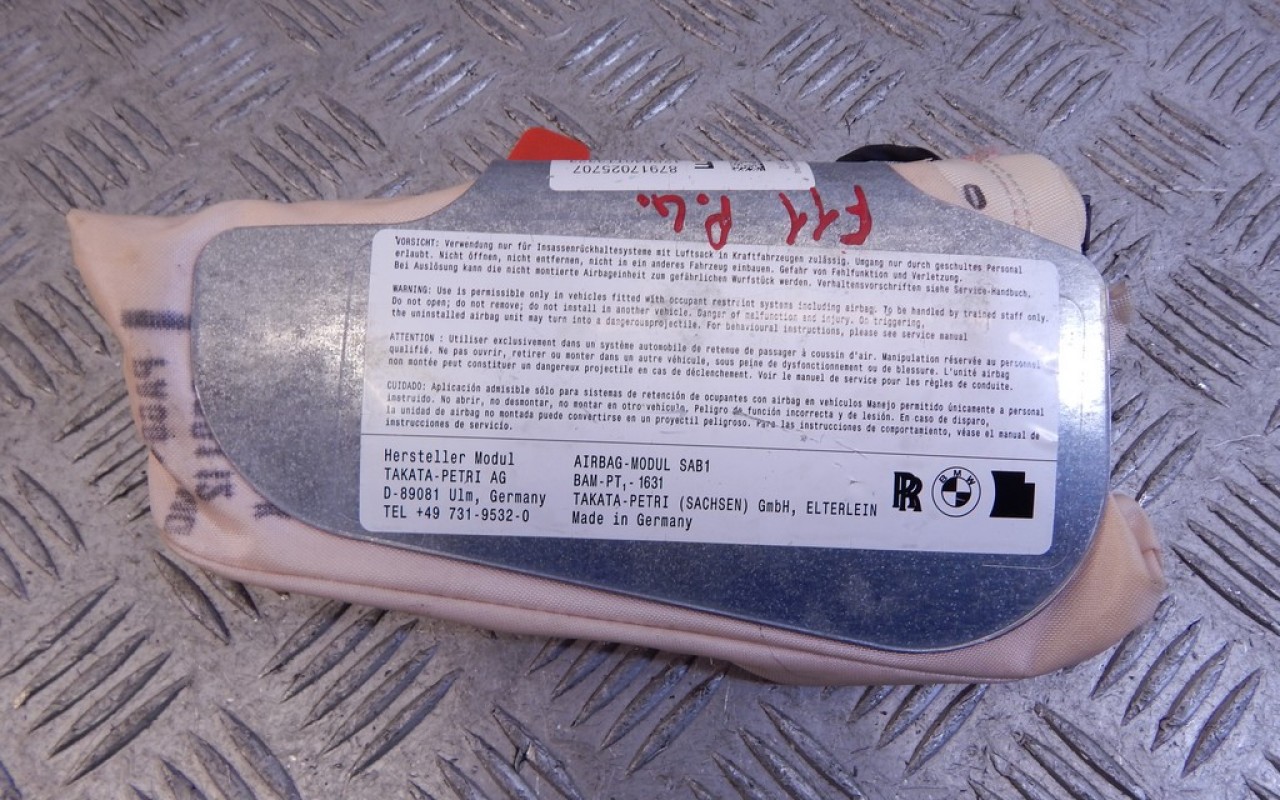 87917025707
F11 P.G.
VORSICHT: Verwendung nur für Insassenrückhaltesysteme mit Luftsack in Kraftfahrzeugen zulässig. Umgang nur durch geschultes Personal
erlaubt. Nicht öffnen, nicht entfernen, nicht in ein anderes Fahrzeug einbauen. Gefahr von Fehlfunktion und Verletzung.
Bei Auslösung kann die nicht montierte Airbageinheit zum gefährlichen Wurfstück werden. Verhaltensvorschriften siehe Service-Handbuch,
WARNING: Use is permissible only in vehicles fitted with occupant restraint systems including airbag. To be handled by trained staff only.
Do not open; do not remove; do not install in another vehicle. Danger of malfunction and injury. On triggering,
the uninstalled airbag unit may turn into a dangerousprojectile. For behavioural instructions, please see service manual
ATTENTION : Utiliser exclusivement dans un système automobile de retenue de passager à coussin d'air. Manipulation réservée au personnel
qualifié. Ne pas ouvrir, retirer ou monter dans un autre véhicule, sous peine de dysfonctionnement ou de blessure. L'unité airbag
non montée peut constituer un dangereux projectile en cas de déclenchement. Voir le manuel de service pour les règles de conduite.
CUIDADO: Aplicación admisible sólo para sistemas de retención de ocupantes con airbag en vehículos Manejo permitido únicamente a personal
instruido. No abrir, no desmontar, no montar en otro vehículo. Peligro de función incorrecta y de lesión. En caso de disparo,
la unidad de airbag no montada puede convertirse en un proyectil peligroso. Para las instrucciones de comportamiento, véase el manual de
instrucciones de servicio.
Hersteller Modul
TAKATA-PETRI AG
D-89081 Ulm, Germany
TEL +49 731-9532-0
AIRBAG-MODUL SAB1
BAM-PT,-1631
TAKATA-PETRI (SACHSEN) GmbH, ELTERLEIN
Made in Germany
RR
BMW